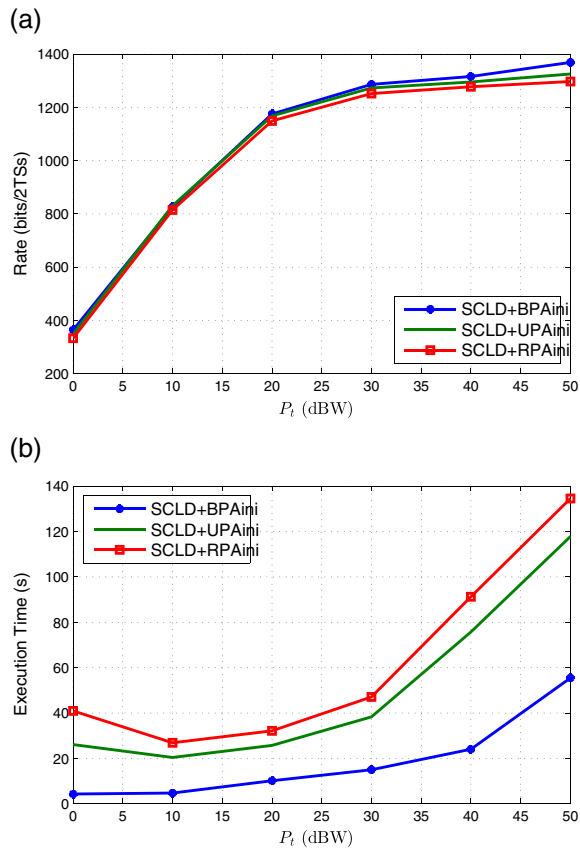 (a)
1400
1200
1000
800
600
400
200
Rate (bits/2TSs)
SCLD+BPAini
SCLD+UPAini
SCLD+RPAini
0 5 10 15 20 25 30 35 40 45 50
P_t (dBW)
(b)
140
120
100
80
60
40
20
0
Execution Time (s)
SCLD+BPAini
SCLD+UPAini
SCLD+RPAini
0 5 10 15 20 25 30 35 40 45 50
P_t (dBW)